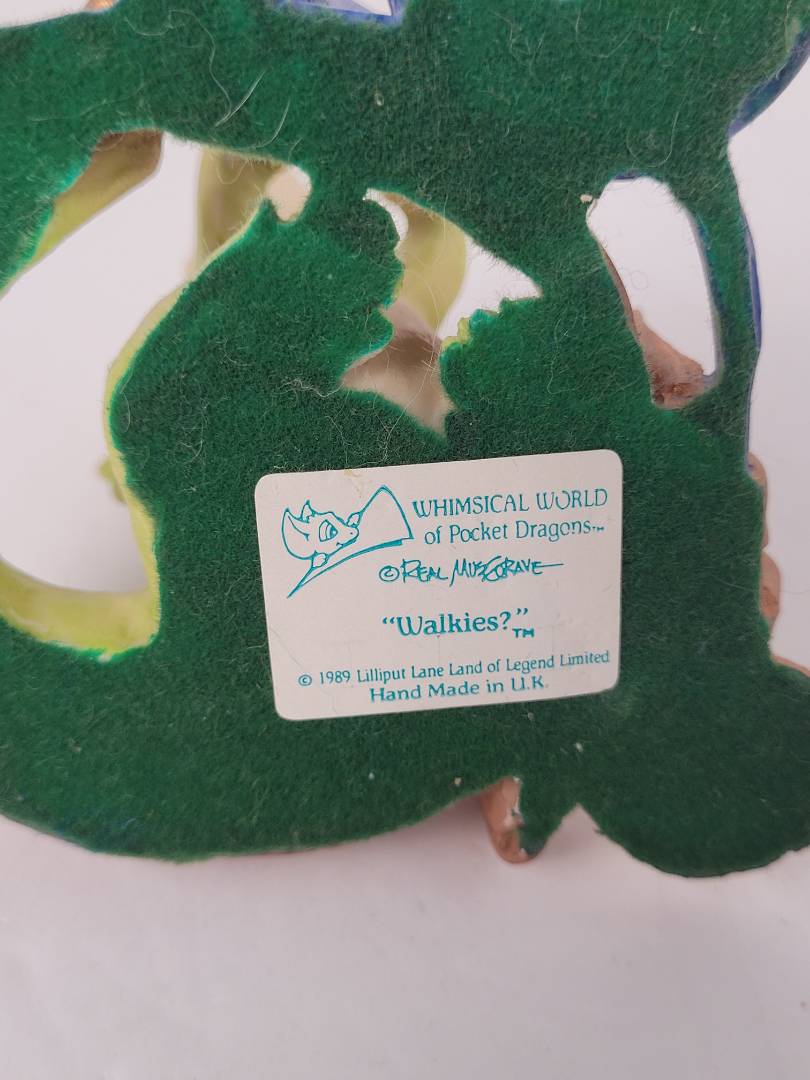 WHIMSICAL WORLD
of Pocket Dragons™
© REAL MUSGRAVE
"Walkies?"™
© 1989 Lilliput Lane Land of Legend Limited
Hand Made in U.K.